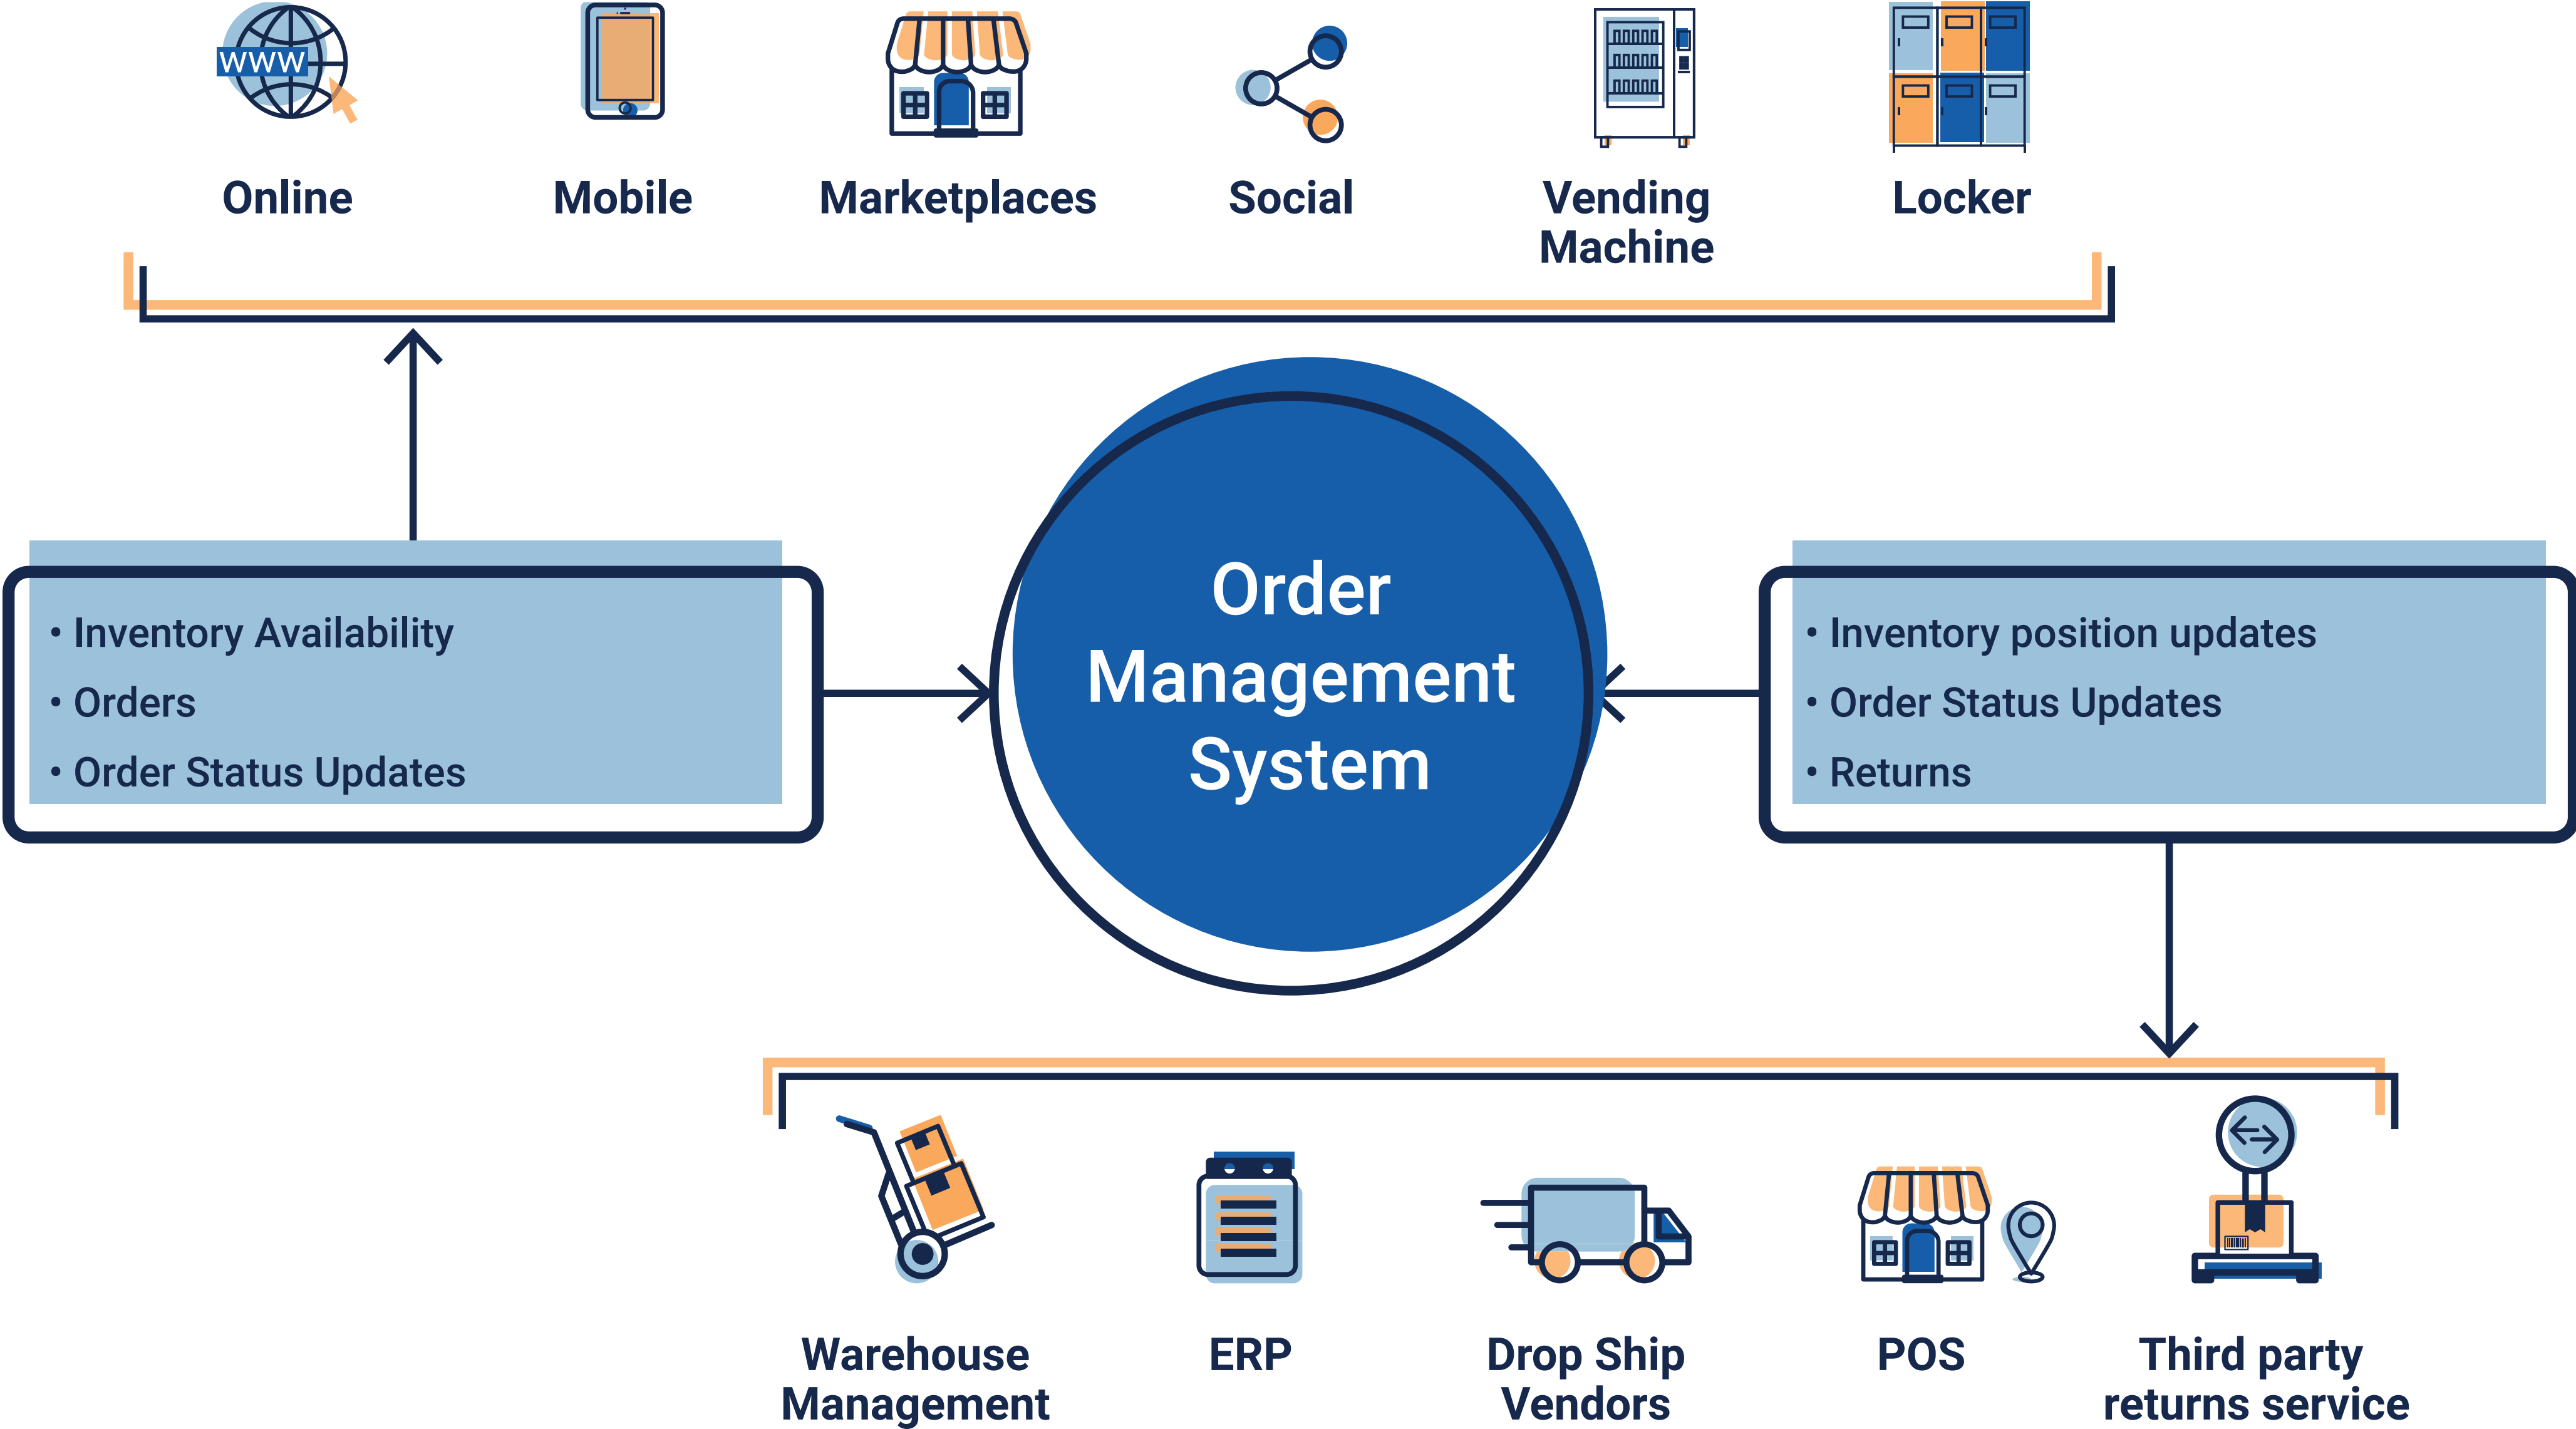 WWW
Online
Mobile
Marketplaces
Social
Vending
Machine
Locker
• Inventory Availability
• Orders
• Order Status Updates
Order
Management
System
• Inventory position updates
• Order Status Updates
• Returns
Warehouse
Management
ERP
Drop Ship
Vendors
POS
Third party
returns service